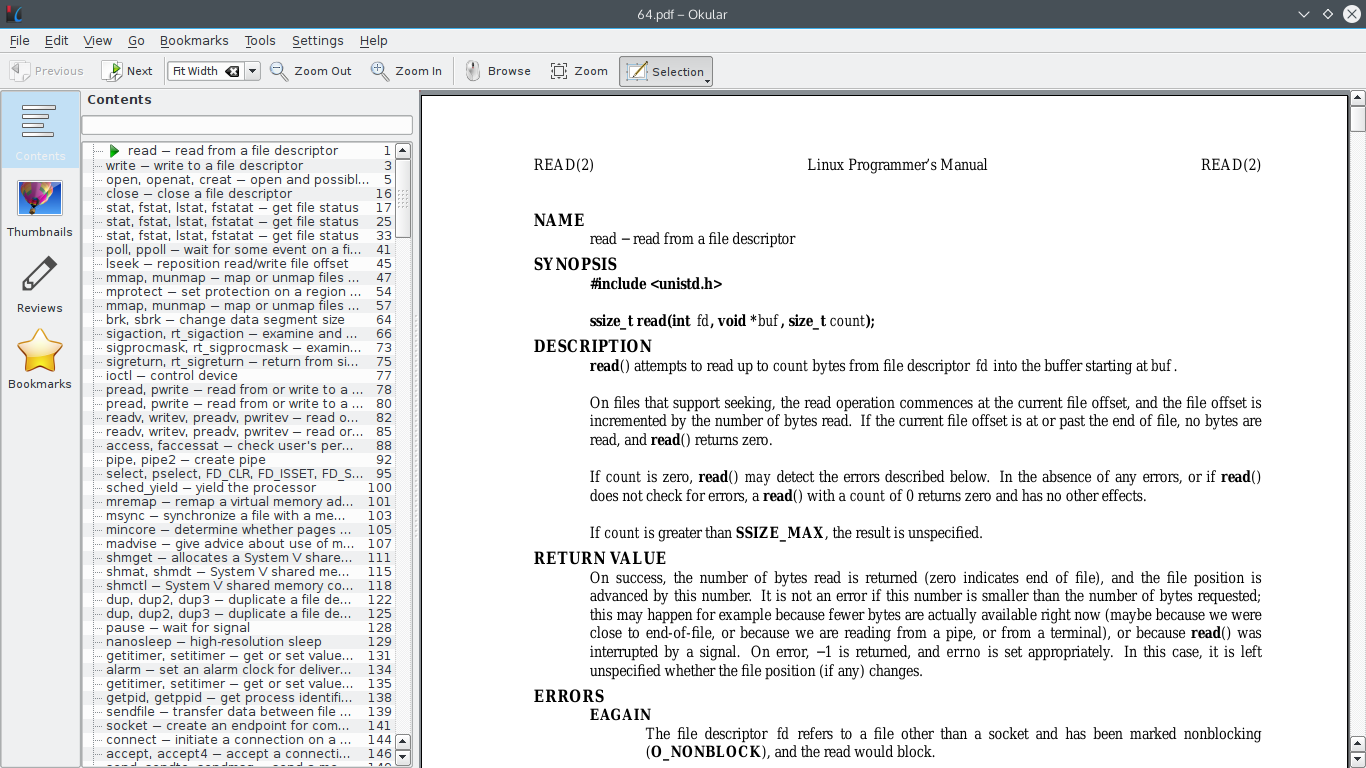 64.pdf – Okular
File Edit View Go Bookmarks Tools Settings Help
Previous Next Fit Width Zoom Out Zoom In Browse Zoom Selection
Contents
Thumbnails
Reviews
Bookmarks
Contents
read – read from a file descriptor 1
write – write to a file descriptor 3
open, openat, creat – open and possibl... 5
close – close a file descriptor 16
stat, fstat, lstat, fstatat – get file status 17
stat, fstat, lstat, fstatat – get file status 25
stat, fstat, lstat, fstatat – get file status 33
poll, ppoll – wait for some event on a fi... 41
lseek – reposition read/write file offset 45
mmap, munmap – map or unmap files ... 47
mprotect – set protection on a region ... 54
mmap, munmap – map or unmap files ... 57
brk, sbrk – change data segment size 64
sigaction, rt_sigaction – examine and ... 66
sigprocmask, rt_sigprocmask – examin... 73
sigreturn, rt_sigreturn – return from si... 75
ioctl – control device 77
pread, pwrite – read from or write to a ... 78
pread, pwrite – read from or write to a ... 80
readv, writev, preadv, pwritev – read o... 82
readv, writev, preadv, pwritev – read or... 85
access, faccessat – check user's per... 88
pipe, pipe2 – create pipe 92
select, pselect, FD_CLR, FD_ISSET, FD_S... 95
sched_yield – yield the processor 100
mremap – remap a virtual memory ad... 101
msync – synchronize a file with a me... 103
mincore – determine whether pages ... 105
madvise – give advice about use of m... 107
shmget – allocates a System V share... 111
shmat, shmdt – System V shared me... 115
shmctl – System V shared memory co... 118
dup, dup2, dup3 – duplicate a file de... 122
dup, dup2, dup3 – duplicate a file de... 125
pause – wait for signal 128
nanosleep – high-resolution sleep 129
getitimer, setitimer – get or set value... 131
alarm – set an alarm clock for deliver... 134
getitimer, setitimer – get or set value... 135
getpid, getppid – get process identifi... 138
sendfile – transfer data between file ... 139
socket – create an endpoint for com... 141
connect – initiate a connection on a ... 144
accept, accept4 – accept a connecti... 146
READ(2) Linux Programmer's Manual READ(2)
NAME
read – read from a file descriptor
SYNOPSIS
#include <unistd.h>
ssize_t read(int fd, void *buf, size_t count);
DESCRIPTION
read() attempts to read up to count bytes from file descriptor fd into the buffer starting at buf.
On files that support seeking, the read operation commences at the current file offset, and the file offset is
incremented by the number of bytes read. If the current file offset is at or past the end of file, no bytes are
read, and read() returns zero.
If count is zero, read() may detect the errors described below. In the absence of any errors, or if read()
does not check for errors, a read() with a count of 0 returns zero and has no other effects.
If count is greater than SSIZE_MAX, the result is unspecified.
RETURN VALUE
On success, the number of bytes read is returned (zero indicates end of file), and the file position is
advanced by this number. It is not an error if this number is smaller than the number of bytes requested;
this may happen for example because fewer bytes are actually available right now (maybe because we were
close to end-of-file, or because we are reading from a pipe, or from a terminal), or because read() was
interrupted by a signal. On error, −1 is returned, and errno is set appropriately. In this case, it is left
unspecified whether the file position (if any) changes.
ERRORS
EAGAIN
The file descriptor fd refers to a file other than a socket and has been marked nonblocking
(O_NONBLOCK), and the read would block.